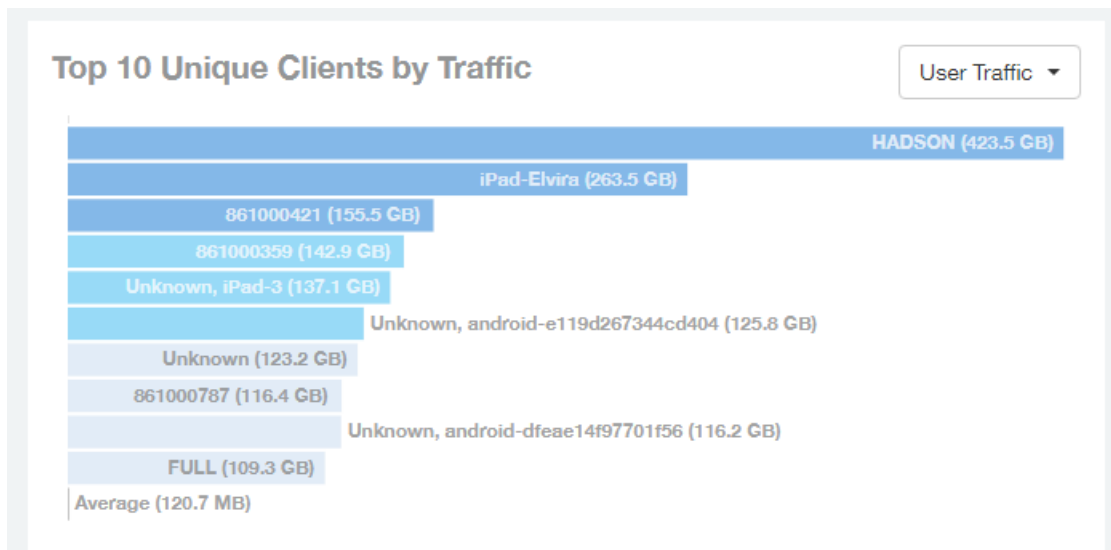 Top 10 Unique Clients by Traffic
User Traffic
HADSON (423.5 GB)
iPad-Elvira (263.5 GB)
861000421 (155.5 GB)
861000359 (142.9 GB)
Unknown, iPad-3 (137.1 GB)
Unknown, android-e119d267344cd404 (125.8 GB)
Unknown (123.2 GB)
861000787 (116.4 GB)
Unknown, android-dfeae14f97701f56 (116.2 GB)
FULL (109.3 GB)
Average (120.7 MB)